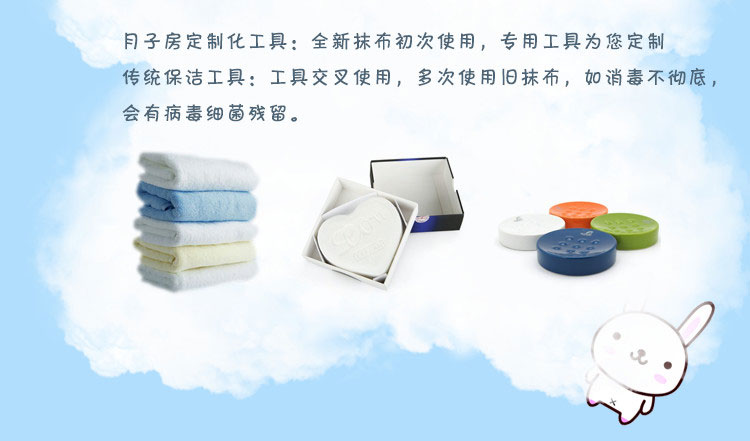 月子房定制化工具：全新抹布初次使用，专用工具为您定制
传统保洁工具：工具交叉使用，多次使用旧抹布，如消毒不彻底，
会有病毒细菌残留。